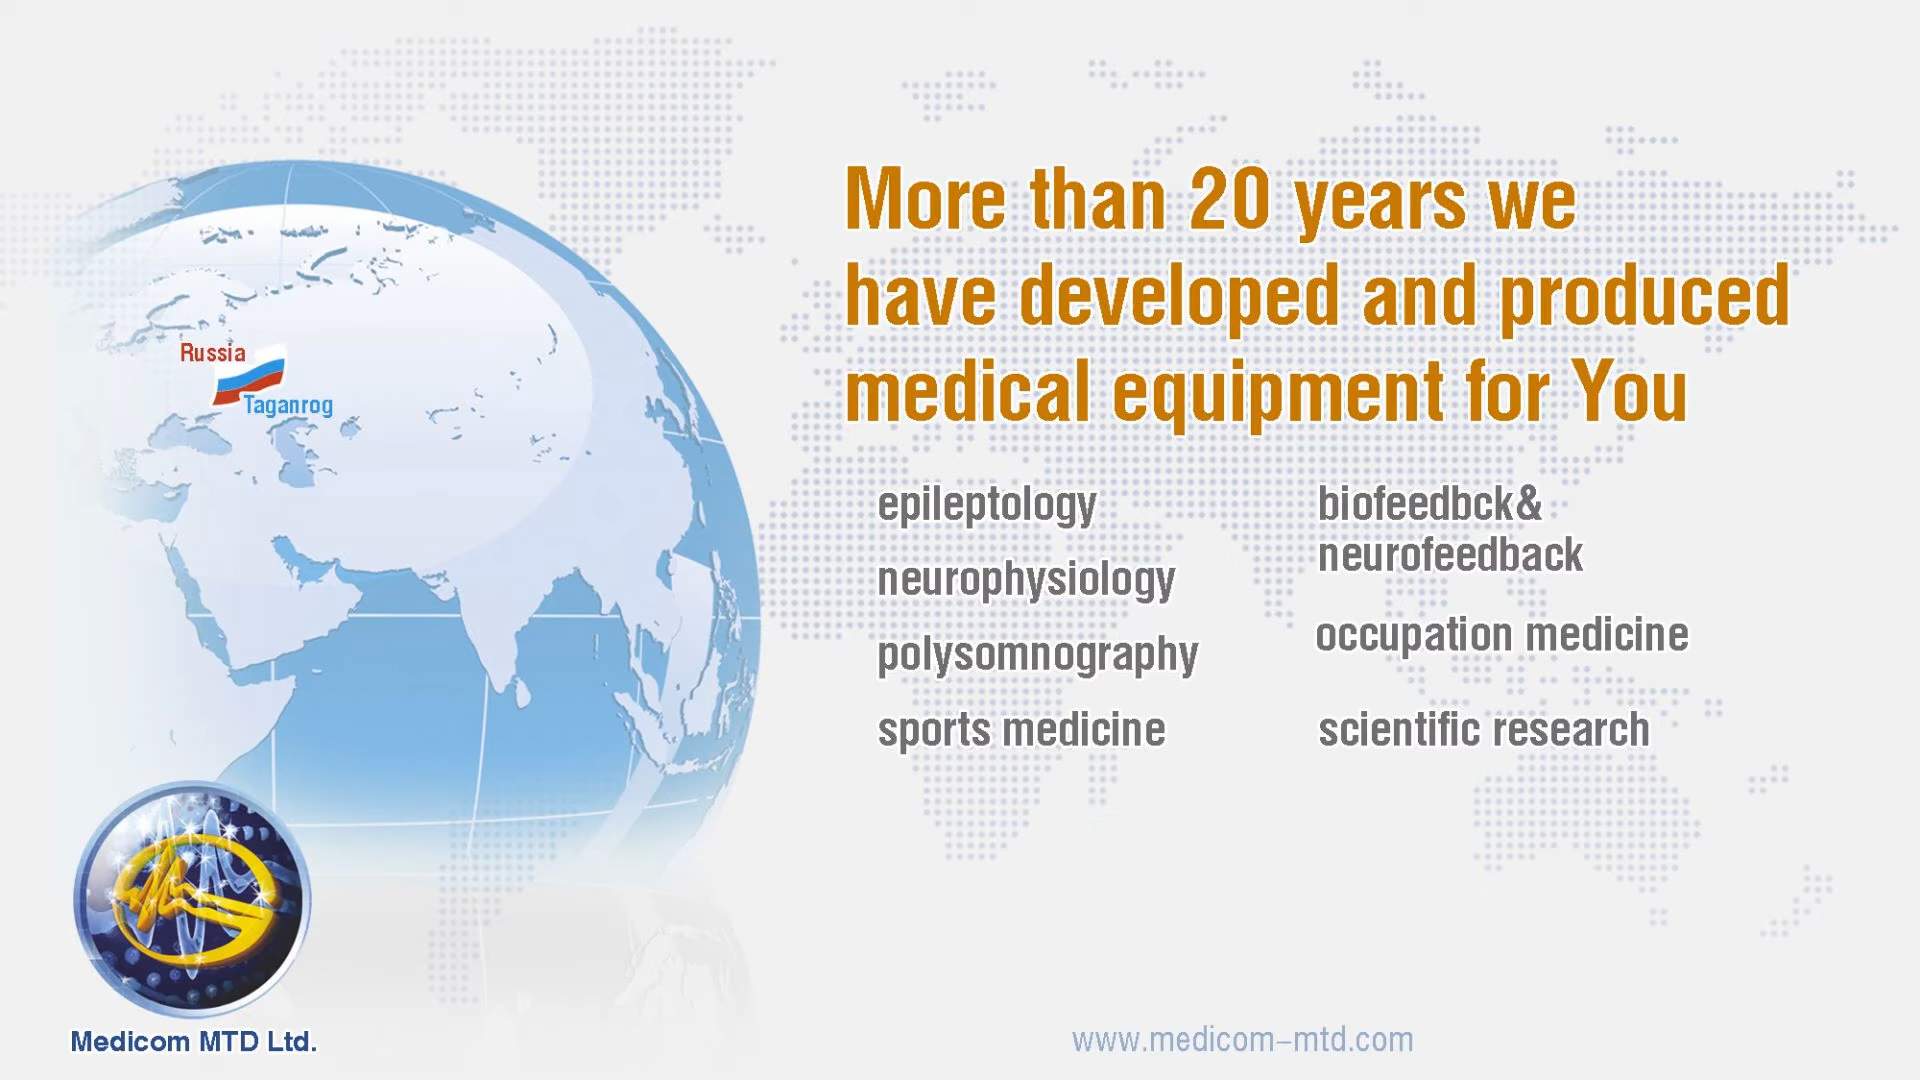 More than 20 years we
have developed and produced
medical equipment for You
Russia
Taganrog
epileptology
neurophysiology
polysomnography
sports medicine
biofeedbck&
neurofeedback
occupation medicine
scientific research
Medicom MTD Ltd.
www.medicom-mtd.com